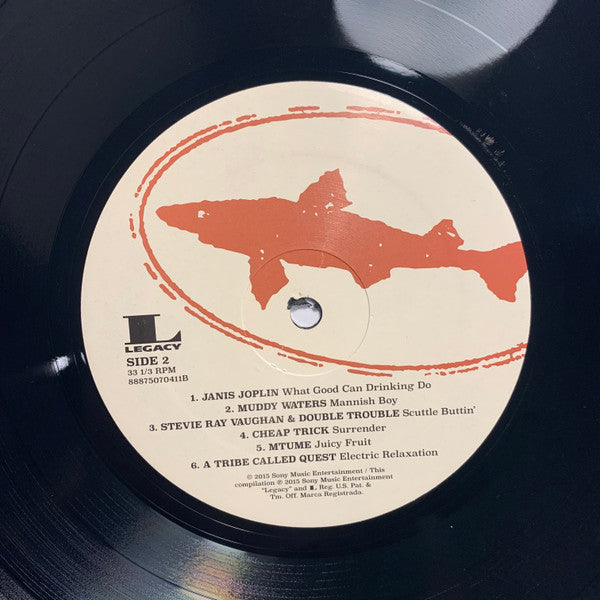 L
LEGACY
SIDE 2
33 1/3 RPM
88875070411B
1. JANIS JOPLIN What Good Can Drinking Do
2. MUDDY WATERS Mannish Boy
3. STEVIE RAY VAUGHAN & DOUBLE TROUBLE Scuttle Buttin'
4. CHEAP TRICK Surrender
5. MTUME Juicy Fruit
6. A TRIBE CALLED QUEST Electric Relaxation
© 2015 Sony Music Entertainment / This
compilation ℗ 2015 Sony Music Entertainment
"Legacy" and L Reg. U.S. Pat. &
Tm. Off. Marca Registrada.